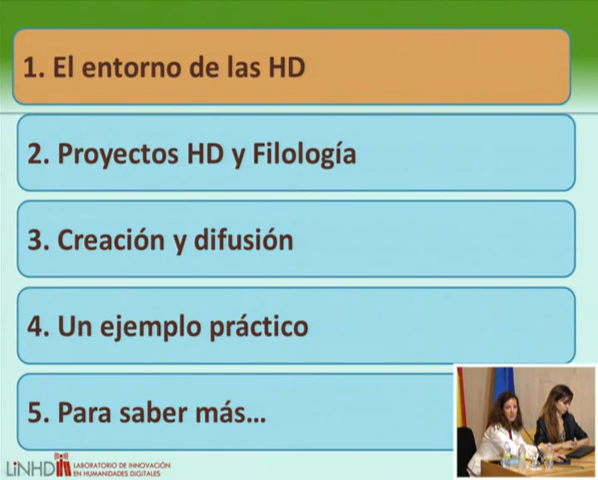 1. El entorno de las HD
2. Proyectos HD y Filología
3. Creación y difusión
4. Un ejemplo práctico
5. Para saber más...
LiNHD
LABORATORIO DE INNOVACIÓN
EN HUMANIDADES DIGITALES